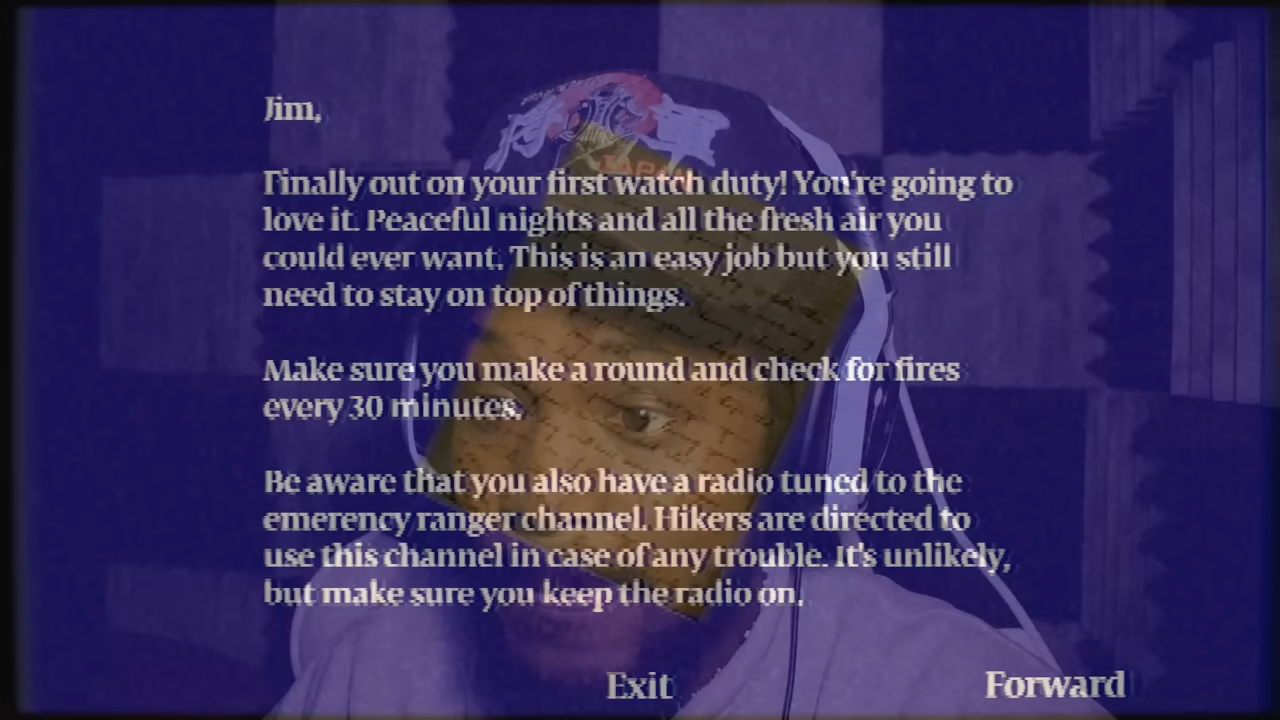 Jim,
Finally out on your first watch duty! You're going to
love it. Peaceful nights and all the fresh air you
could ever want. This is an easy job but you still
need to stay on top of things.
Make sure you make a round and check for fires
every 30 minutes.
Be aware that you also have a radio tuned to the
emerency ranger channel. Hikers are directed to
use this channel in case of any trouble. It's unlikely,
but make sure you keep the radio on.
Exit
Forward